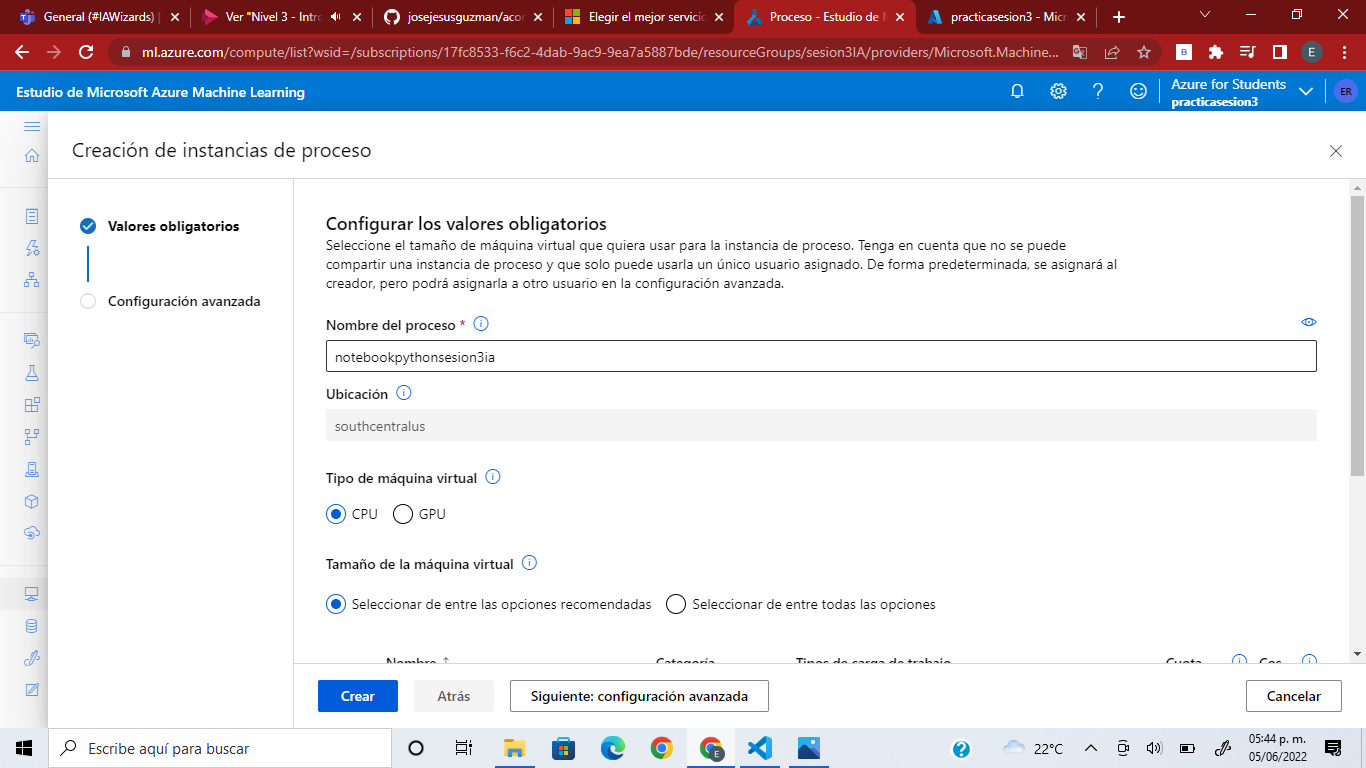 General (#IAWizards) |
Ver "Nivel 3 - Intro
josejesusguzman/acor
Elegir el mejor servicio
Proceso - Estudio de M
practicasesion3 - Micr
ml.azure.com/compute/list?wsid=/subscriptions/17fc8533-f6c2-4dab-9ac9-9ea7a5887bde/resourceGroups/sesion3IA/providers/Microsoft.Machine...
B
E
Estudio de Microsoft Azure Machine Learning
Azure for Students
practicasesion3
ER
Creación de instancias de proceso
Valores obligatorios
Configuración avanzada
Configurar los valores obligatorios
Seleccione el tamaño de máquina virtual que quiera usar para la instancia de proceso. Tenga en cuenta que no se puede
compartir una instancia de proceso y que solo puede usarla un único usuario asignado. De forma predeterminada, se asignará al
creador, pero podrá asignarla a otro usuario en la configuración avanzada.
Nombre del proceso *
notebookpythonsesion3ia
Ubicación
southcentralus
Tipo de máquina virtual
CPU
GPU
Tamaño de la máquina virtual
Seleccionar de entre las opciones recomendadas
Seleccionar de entre todas las opciones
Nombre ↑
Categoría
Tipos de carga de trabajo
Cuota
Cos
Crear
Atrás
Siguiente: configuración avanzada
Cancelar
Escribe aquí para buscar
E
22°C
05:44 p. m.
05/06/2022